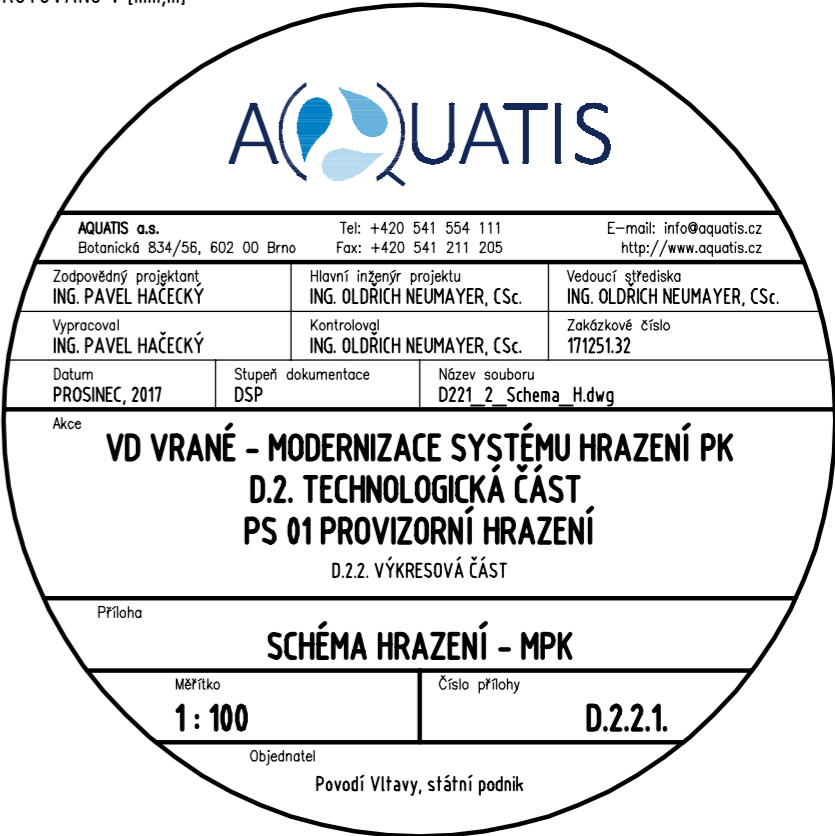 AQUATIS
AQUATIS a.s.
Botanická 834/56, 602 00 Brno
Tel: +420 541 554 111
Fax: +420 541 211 205
E-mail: info@aquatis.cz
http://www.aquatis.cz
Zodpovědný projektant
ING. PAVEL HAČECKÝ
Hlavní inženýr projektu
ING. OLDŘICH NEUMAYER, CSc.
Vedoucí střediska
ING. OLDŘICH NEUMAYER, CSc.
Vypracoval
ING. PAVEL HAČECKÝ
Kontroloval
ING. OLDŘICH NEUMAYER, CSc.
Zakázkové číslo
171251.32
Datum
PROSINEC, 2017
Stupeň dokumentace
DSP
Název souboru
D221_2_Schema_H.dwg
Akce
VD VRANÉ - MODERNIZACE SYSTÉMU HRAZENÍ PK
D.2. TECHNOLOGICKÁ ČÁST
PS 01 PROVIZORNÍ HRAZENÍ
D.2.2. VÝKRESOVÁ ČÁST
Příloha
SCHÉMA HRAZENÍ - MPK
Měřítko
1 : 100
Číslo přílohy
D.2.2.1.
Objednatel
Povodí Vltavy, státní podnik